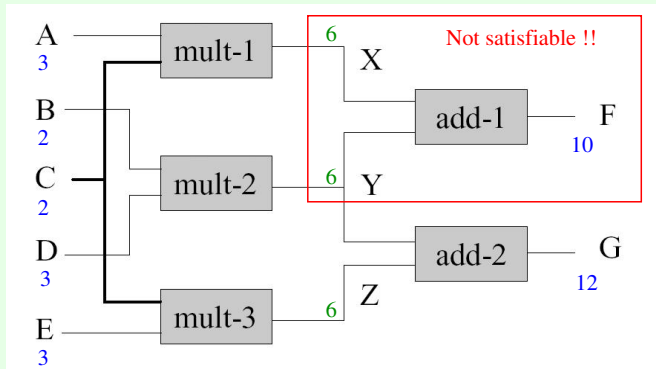 Not satisfiable !!
A
3
mult-1
6
X
B
2
add-1
F
10
C
2
mult-2
6
Y
D
3
add-2
G
12
E
3
mult-3
6
Z